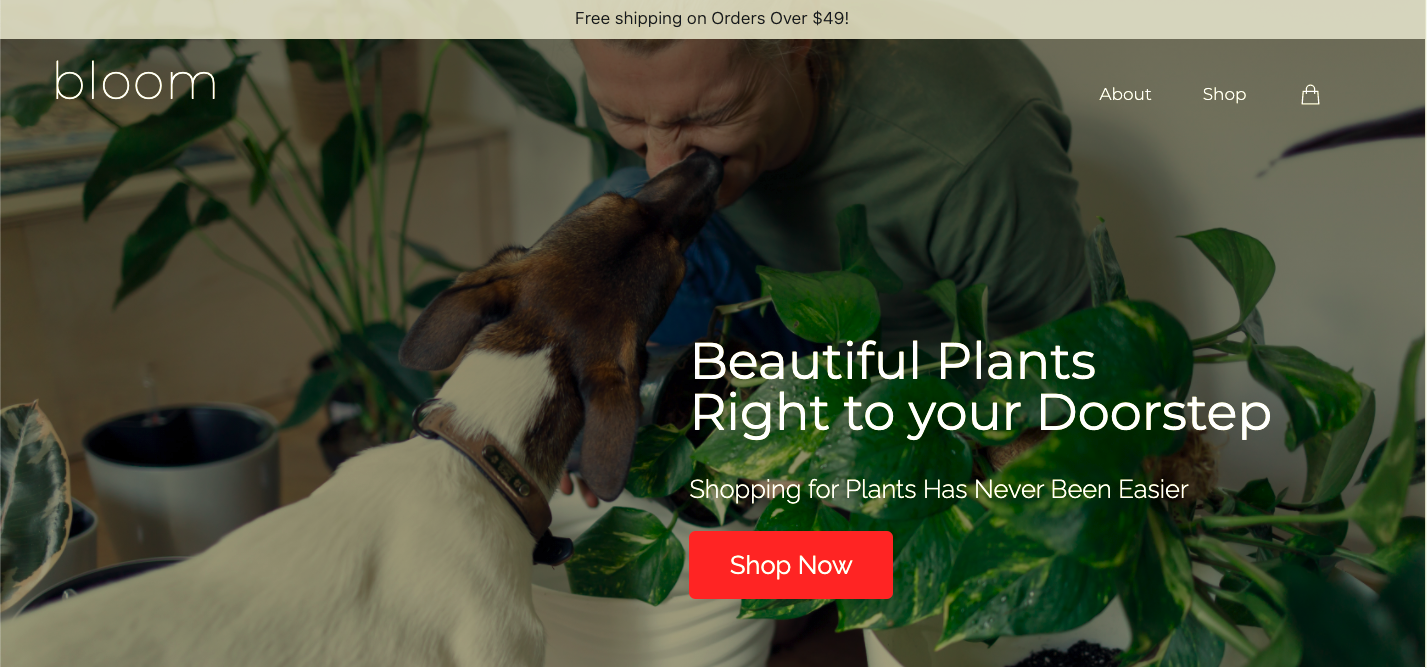 Free shipping on Orders Over $49!
bloom
About Shop
Beautiful Plants
Right to your Doorstep
Shopping for Plants Has Never Been Easier
Shop Now